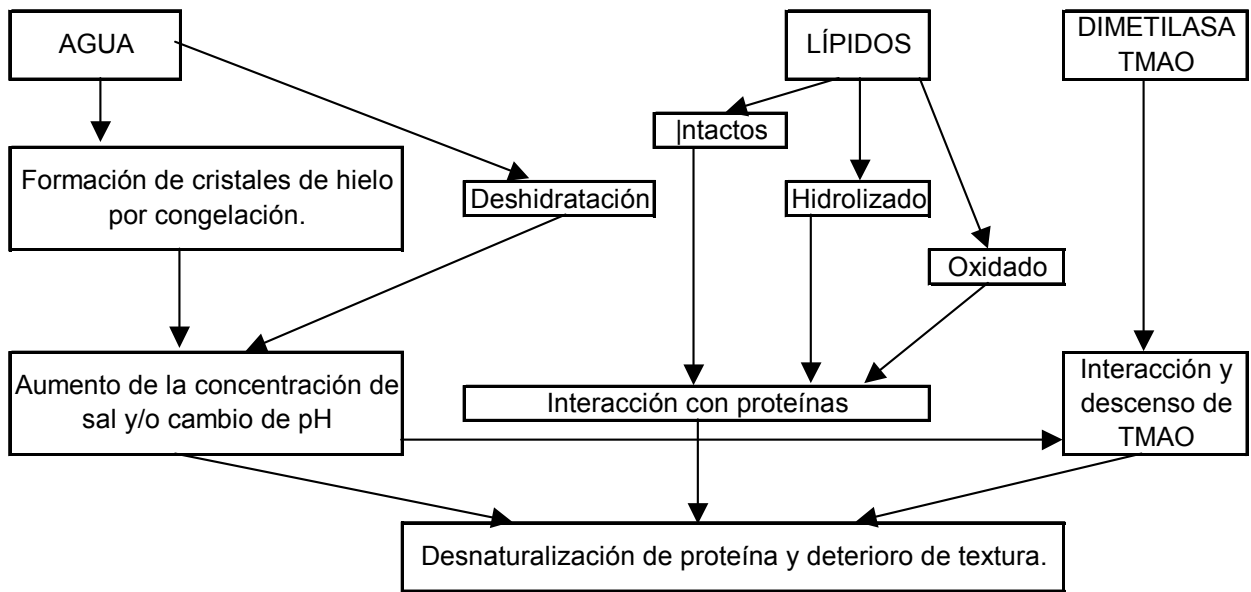 AGUA
LÍPIDOS
DIMETILASA
TMAO
|ntactos
Formación de cristales de hielo
por congelación.
Deshidratación
Hidrolizado
Oxidado
Aumento de la concentración de
sal y/o cambio de pH
Interacción con proteínas
Interacción y
descenso de
TMAO
Desnaturalización de proteína y deterioro de textura.